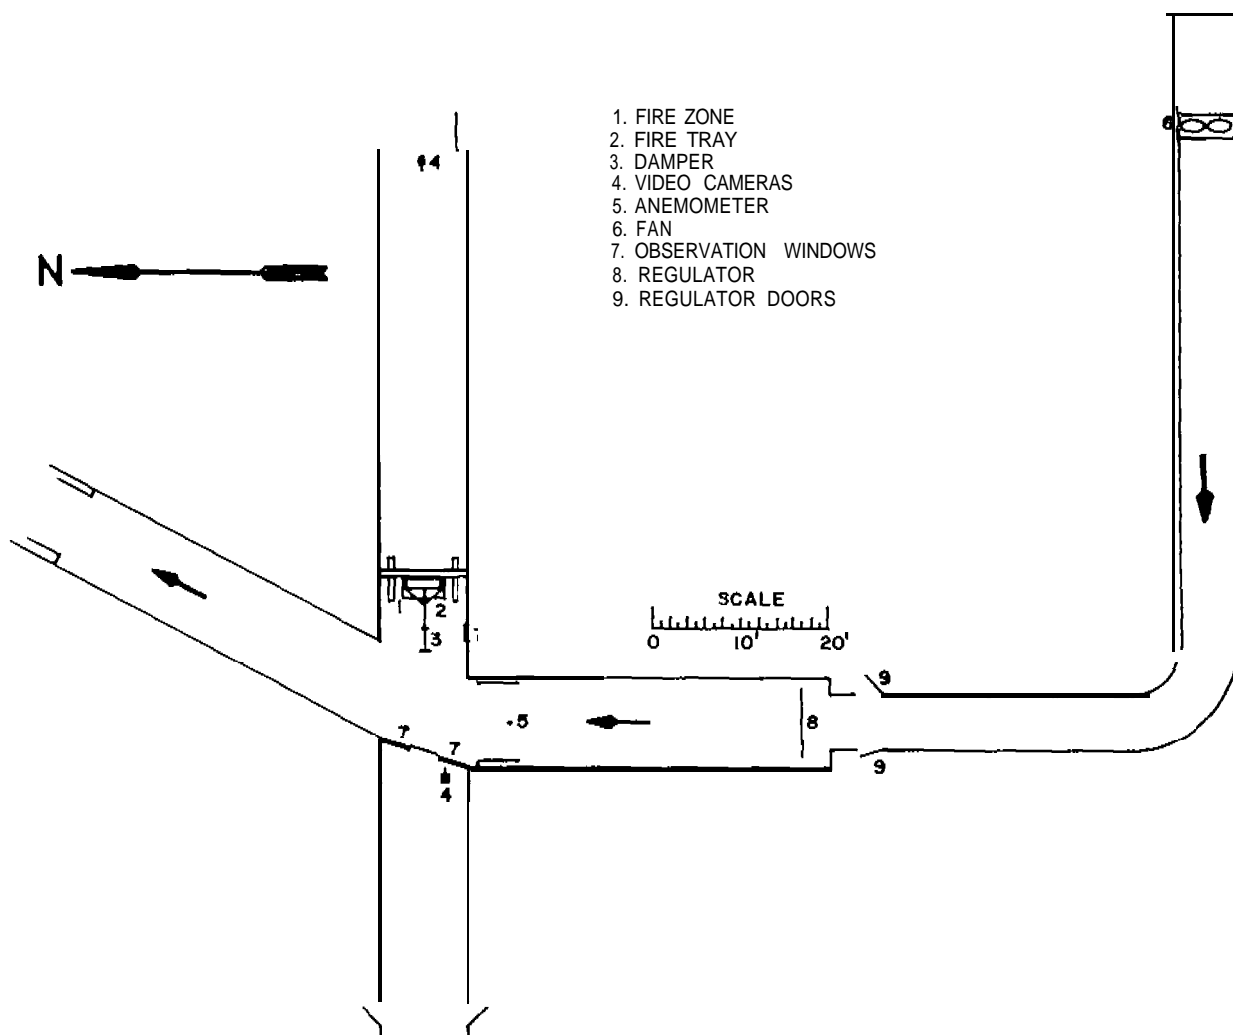 1. FIRE ZONE
2. FIRE TRAY
3. DAMPER
4. VIDEO CAMERAS
5. ANEMOMETER
6. FAN
7. OBSERVATION WINDOWS
8. REGULATOR
9. REGULATOR DOORS
6
4
N
1 2
3
SCALE
0 10' 20'
9
7
7
5
8
4
9